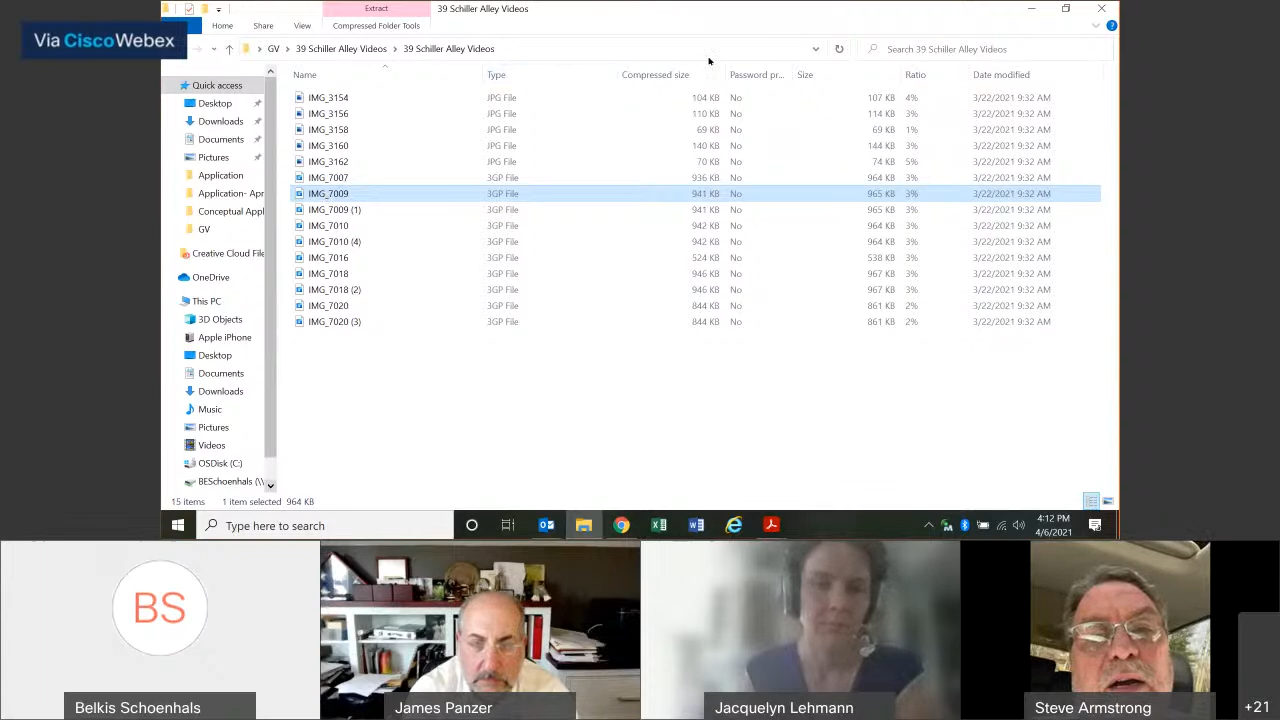 Extract
39 Schiller Alley Videos
Home
Share
View
Compressed Folder Tools
Via Cisco Webex
GV
39 Schiller Alley Videos
39 Schiller Alley Videos
Search 39 Schiller Alley Videos
Name Type Compressed size Password pr... Size Ratio Date modified
IMG_3154 JPG File 104 KB No 107 KB 4% 3/22/2021 9:32 AM
IMG_3156 JPG File 110 KB No 114 KB 3% 3/22/2021 9:32 AM
IMG_3158 JPG File 69 KB No 69 KB 1% 3/22/2021 9:32 AM
IMG_3160 JPG File 140 KB No 144 KB 3% 3/22/2021 9:32 AM
IMG_3162 JPG File 70 KB No 74 KB 5% 3/22/2021 9:32 AM
IMG_7007 3GP File 936 KB No 964 KB 3% 3/22/2021 9:32 AM
IMG_7009 3GP File 941 KB No 965 KB 3% 3/22/2021 9:32 AM
IMG_7009 (1) 3GP File 941 KB No 965 KB 3% 3/22/2021 9:32 AM
IMG_7010 3GP File 942 KB No 964 KB 3% 3/22/2021 9:32 AM
IMG_7010 (4) 3GP File 942 KB No 964 KB 3% 3/22/2021 9:32 AM
IMG_7016 3GP File 524 KB No 538 KB 3% 3/22/2021 9:32 AM
IMG_7018 3GP File 946 KB No 967 KB 3% 3/22/2021 9:32 AM
IMG_7018 (2) 3GP File 946 KB No 967 KB 3% 3/22/2021 9:32 AM
IMG_7020 3GP File 844 KB No 861 KB 2% 3/22/2021 9:32 AM
IMG_7020 (3) 3GP File 844 KB No 861 KB 2% 3/22/2021 9:32 AM
Quick access
Desktop
Downloads
Documents
Pictures
Application
Application- Apr
Conceptual Appl
GV
Creative Cloud File
OneDrive
This PC
3D Objects
Apple iPhone
Desktop
Documents
Downloads
Music
Pictures
Videos
OSDisk (C:)
BESchoenhals (\\
15 items 1 item selected 964 KB
Type here to search
4:12 PM
4/6/2021
BS
Belkis Schoenhals
James Panzer
Jacquelyn Lehmann
Steve Armstrong
+21